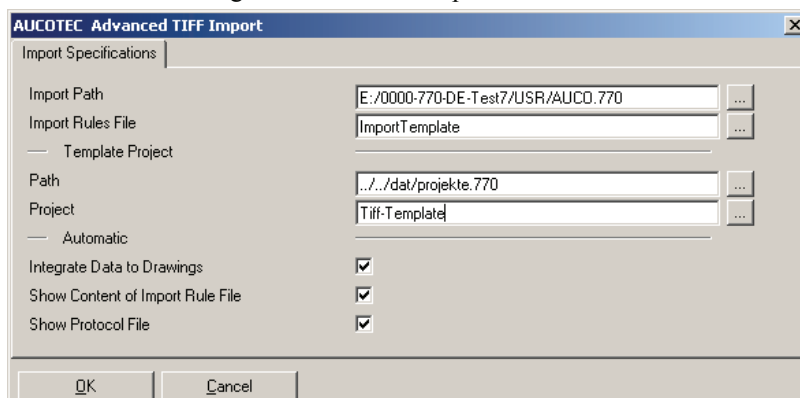 AUCOTEC Advanced TIFF Import
Import Specifications
Import Path E:/0000-770-DE-Test7/USR/AUCO.770 ...
Import Rules File ImportTemplate ...
Template Project
Path ../../dat/projekte.770 ...
Project Tiff-Template ...
Automatic
Integrate Data to Drawings
Show Content of Import Rule File
Show Protocol File
OK Cancel